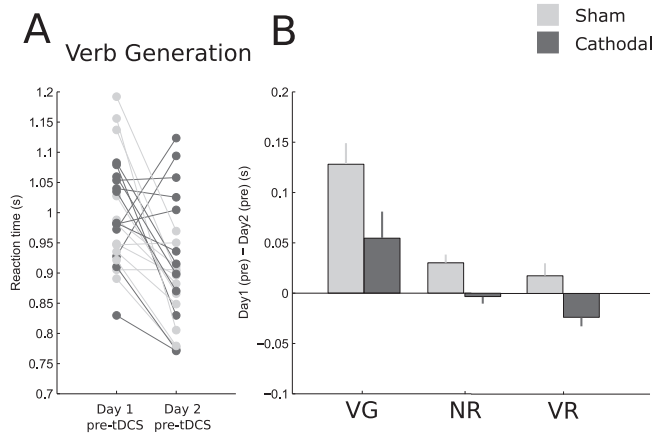 A
Verb Generation
Reaction time (s)
1.2
1.15
1.1
1.05
1
0.95
0.9
0.85
0.8
0.75
0.7
Day 1
pre-tDCS
Day 2
pre-tDCS
B
Sham
Cathodal
Day1 (pre) − Day2 (pre) (s)
0.2
0.15
0.1
0.05
0
−0.05
−0.1
VG
NR
VR